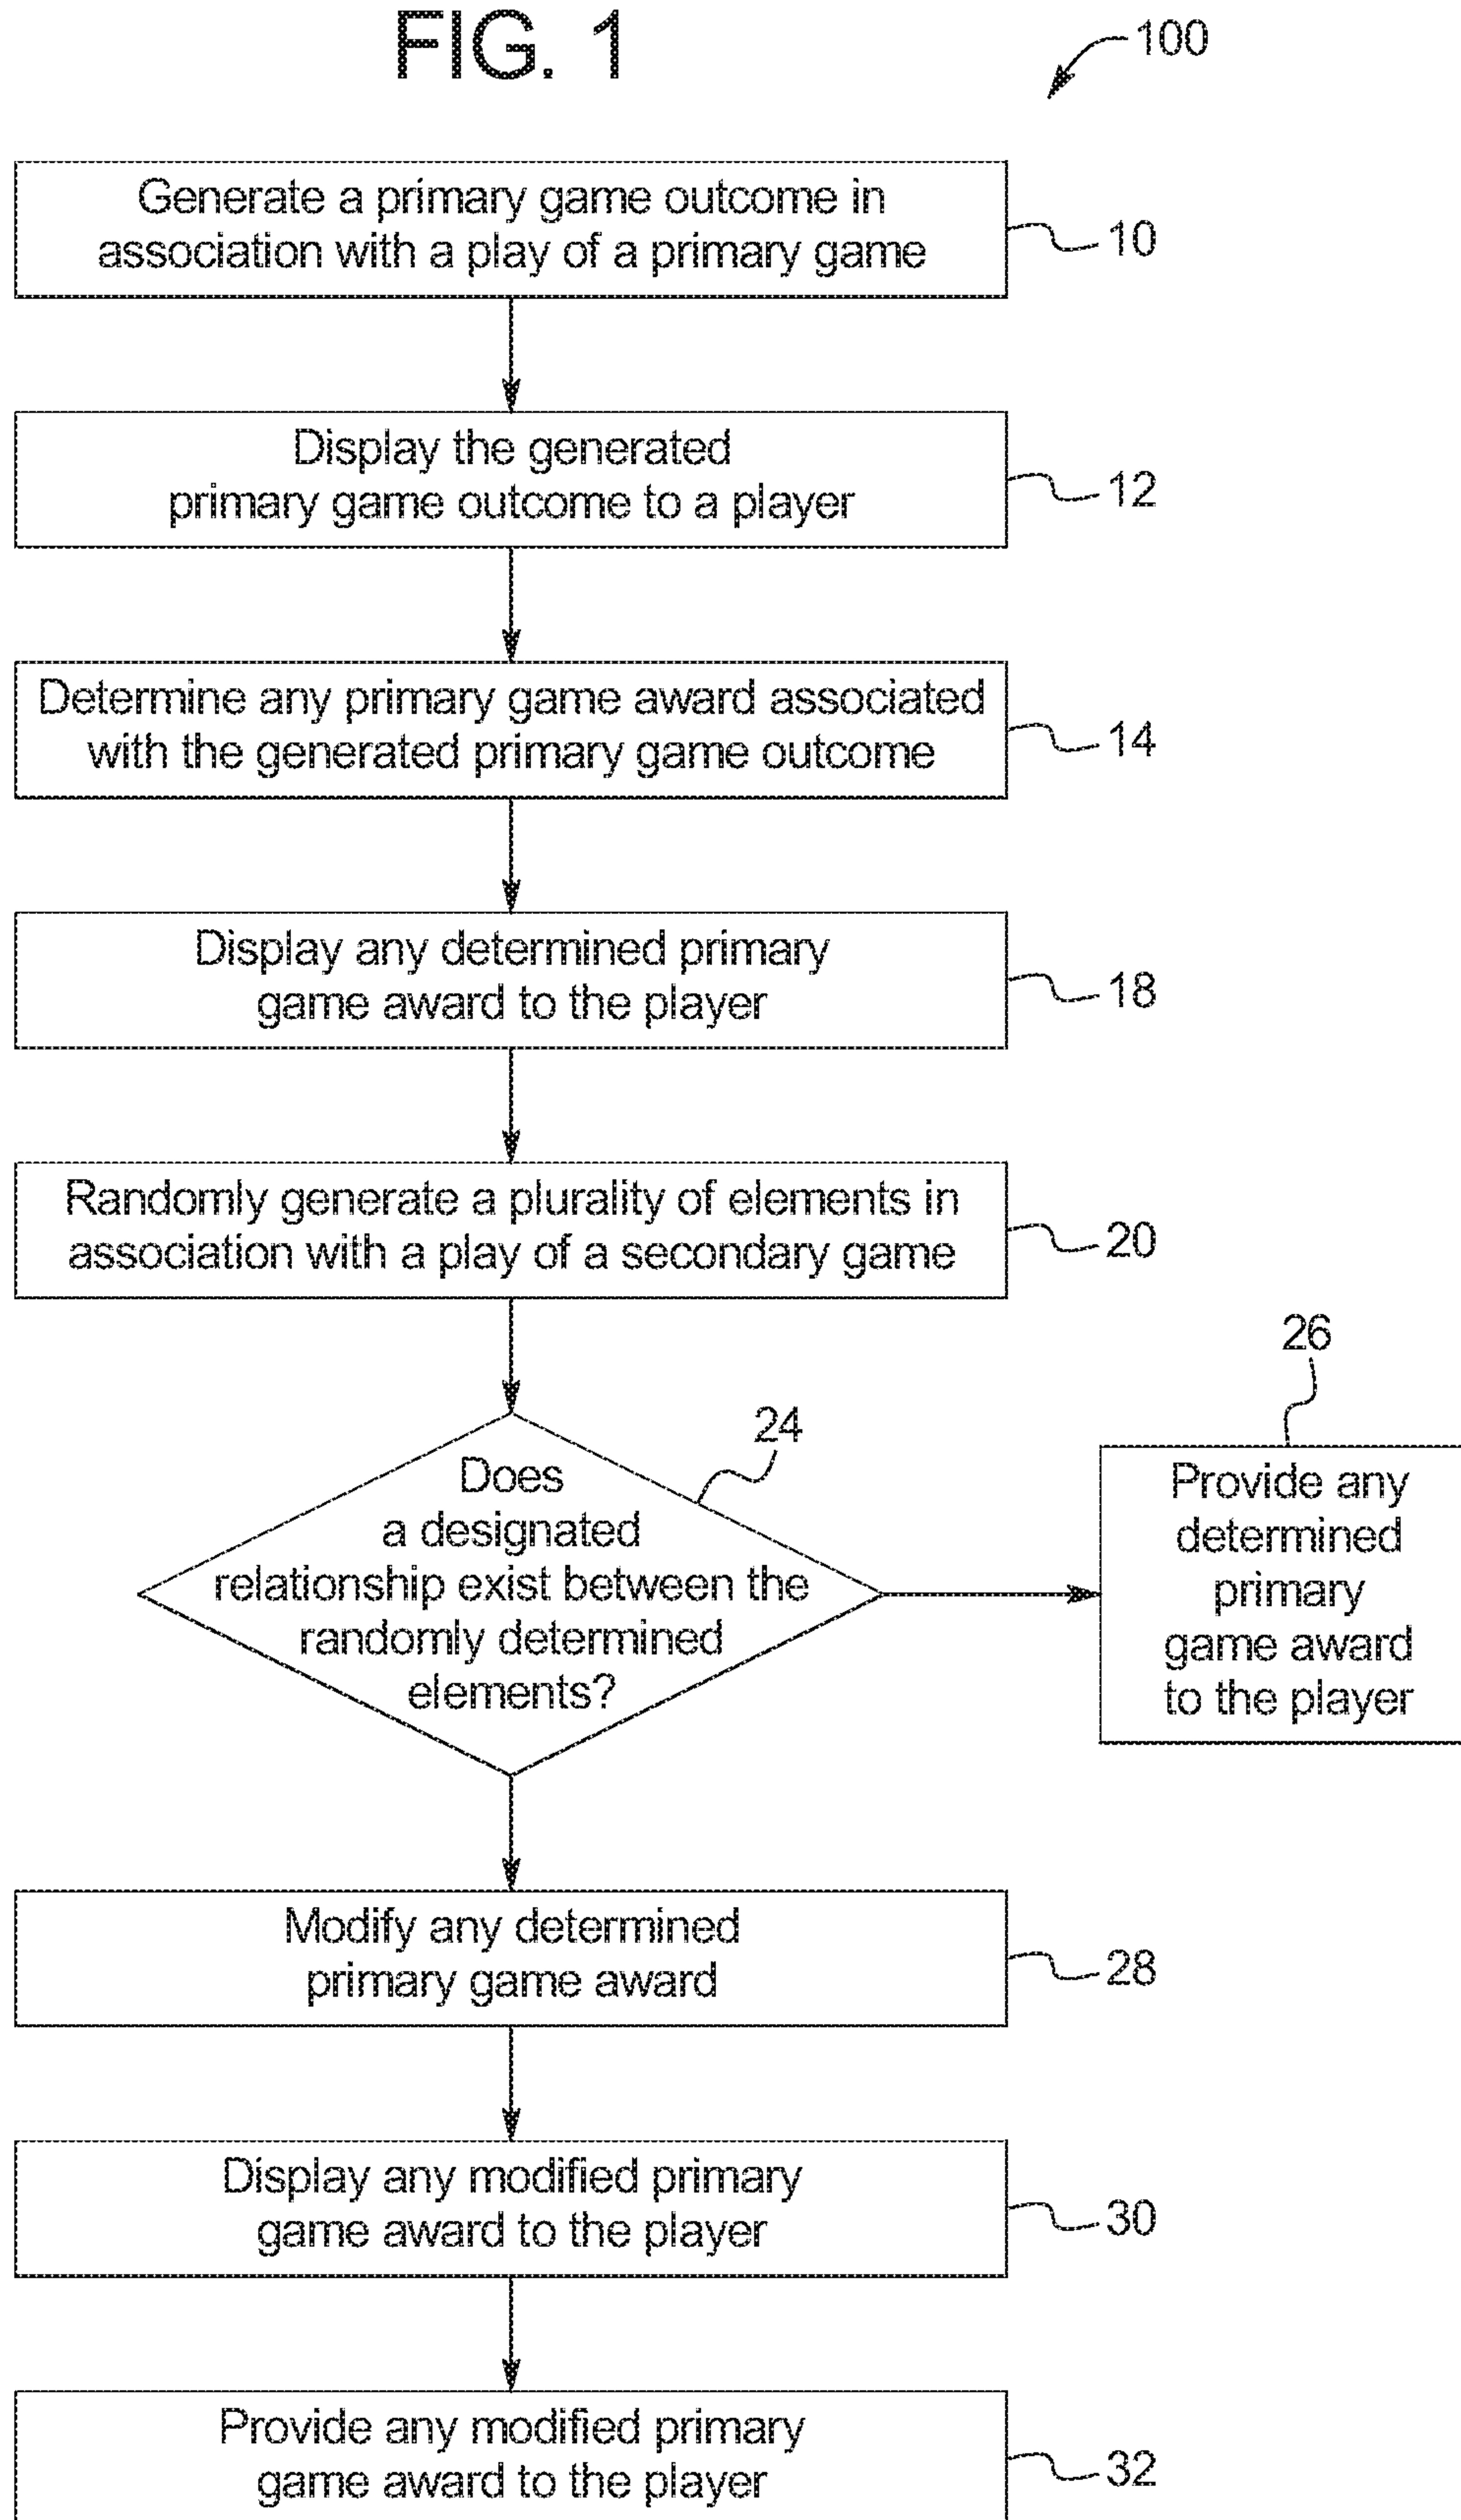 FIG. 1
100
Generate a primary game outcome in
association with a play of a primary game
10
Display the generated
primary game outcome to a player
12
Determine any primary game award associated
with the generated primary game outcome
14
Display any determined primary
game award to the player
18
Randomly generate a plurality of elements in
association with a play of a secondary game
20
24
Does
a designated
relationship exist between the
randomly determined
elements?
26
Provide any
determined
primary
game award
to the player
Modify any determined
primary game award
28
Display any modified primary
game award to the player
30
Provide any modified primary
game award to the player
32